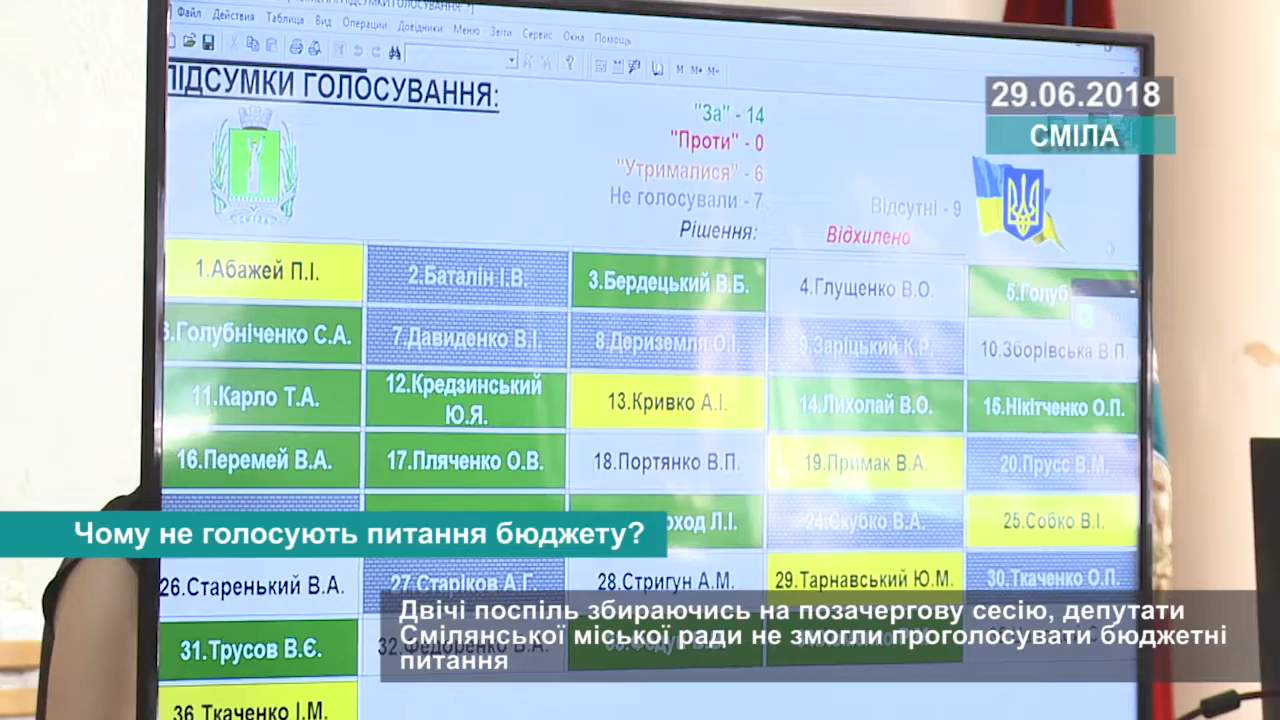 Файл Действия Таблица Вид Операции Довідники Меню Звіти Сервис Окна Помощь
М М+ М-
ПІДСУМКИ ГОЛОСУВАННЯ:
29.06.2018
СМІЛА
"За" - 14
"Проти" - 0
"Утрималися" - 6
Не голосували - 7
Відсутні - 9
Рішення:
Відхилено
1.Абажей П.І.
2.Баталін І.В.
3.Бердецький В.Б.
4.Глущенко В.О.
5.Голуб
6.Голубніченко С.А.
7.Давиденко В.І.
8.Дериземля О.І.
9.Заріцький К.Р.
10.Зборівська В.П.
11.Карло Т.А.
12.Кредзинський
Ю.Я.
13.Кривко А.І.
14.Лихолай В.О.
15.Нікітченко О.П.
16.Перемей В.А.
17.Пляченко О.В.
18.Портянко В.П.
19.Примак В.А.
20.Прусс В.М.
оход Л.І.
24.Скубко В.А.
25.Собко В.І.
Чому не голосують питання бюджету?
26.Старенький В.А.
27.Старіков А.Г.
28.Стригун А.М.
29.Тарнавський Ю.М.
30.Ткаченко О.П.
31.Трусов В.Є.
32.Федоренко В.А.
Двічі поспіль збираючись на позачергову сесію, депутати
Смілянської міської ради не змогли проголосувати бюджетні
питання
36.Ткаченко І.М.